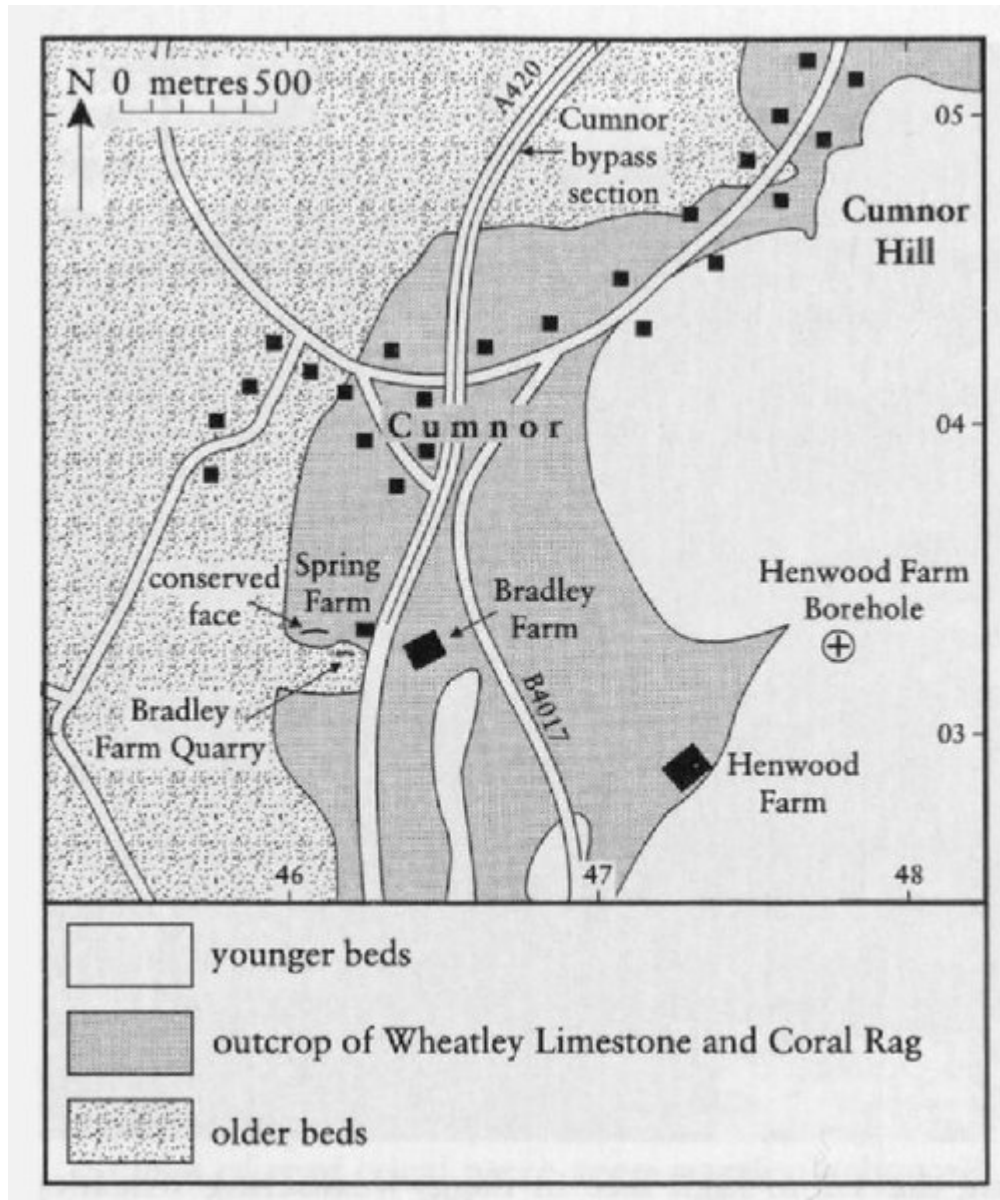 N 0 metres 500
A420
05
Cumnor
bypass
section
Cumnor
Hill
04
Cumnor
conserved
face
Spring
Farm
Bradley
Farm
Henwood Farm
Borehole
Bradley
Farm Quarry
B4017
03
Henwood
Farm
46
47
48
younger beds
outcrop of Wheatley Limestone and Coral Rag
older beds